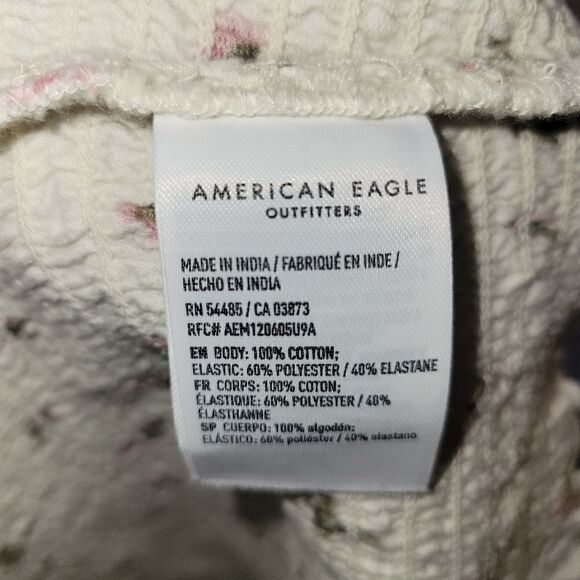 AMERICAN EAGLE
OUTFITTERS
MADE IN INDIA / FABRIQUÉ EN INDE /
HECHO EN INDIA
RN 54485 / CA 03873
RFC# AEM120605U9A
EN BODY: 100% COTTON;
ELASTIC: 60% POLYESTER / 40% ELASTANE
FR CORPS: 100% COTON;
ÉLASTIQUE: 60% POLYESTER / 40%
ÉLASTHANNE
SP CUERPO: 100% algodón;
ELÁSTICO: 60% poliéster / 40% elastano